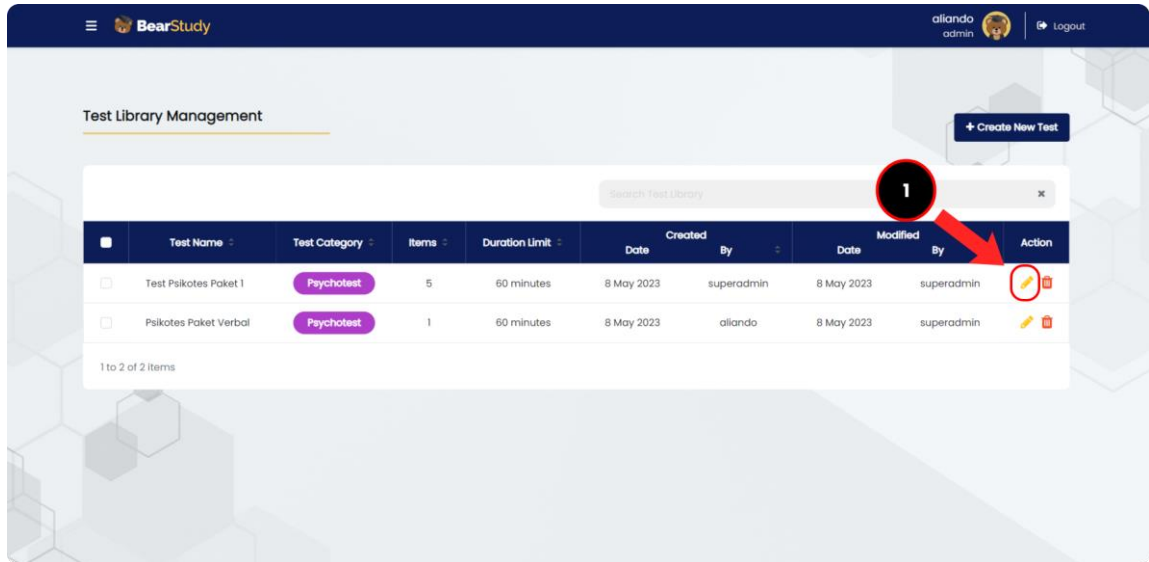 BearStudy
aliando
admin
Logout
Test Library Management
+ Create New Test
Search Test Library
1
Test Name Test Category Items Duration Limit Created Date By Modified Date By Action
Test Psikotes Paket 1 Psychotest 5 60 minutes 8 May 2023 superadmin 8 May 2023 superadmin
Psikotes Paket Verbal Psychotest 1 60 minutes 8 May 2023 aliando 8 May 2023 superadmin
1 to 2 of 2 items